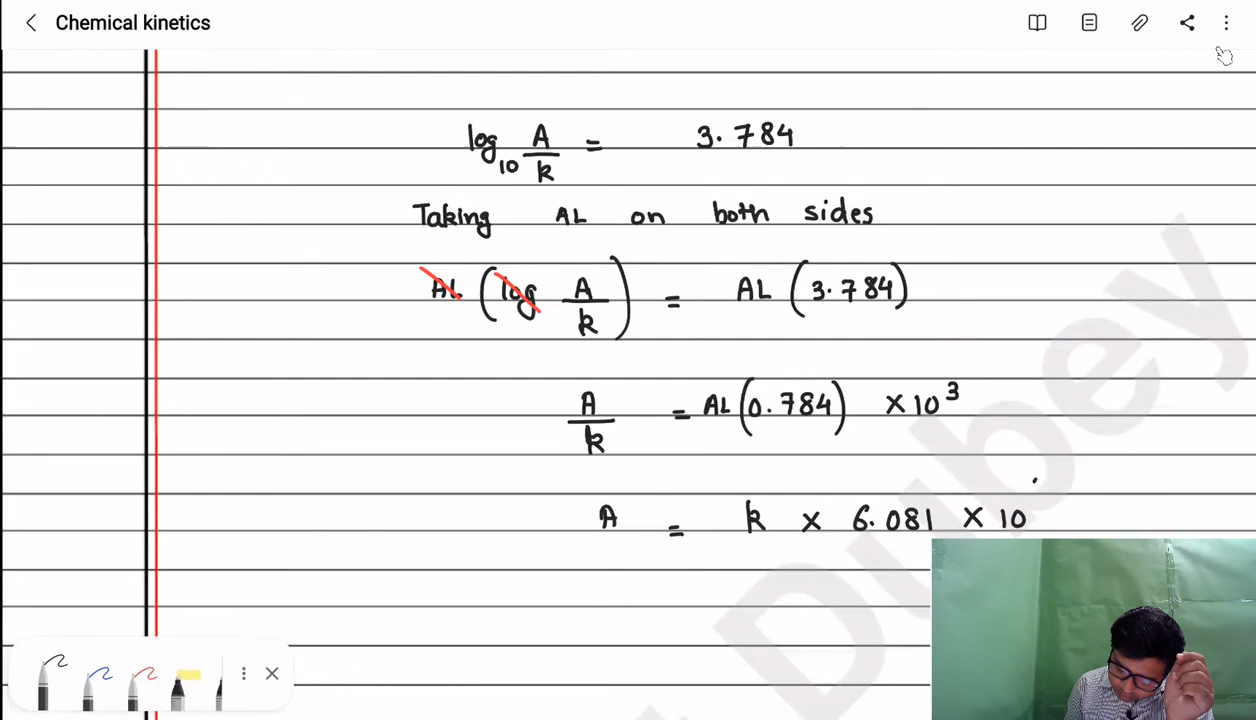 Chemical kinetics
log₁₀ A/k = 3.784
Taking AL on both sides
AL (log A/k) = AL (3.784)
A/k = AL (0.784) × 10³
A = k × 6.081 × 10
Dubey